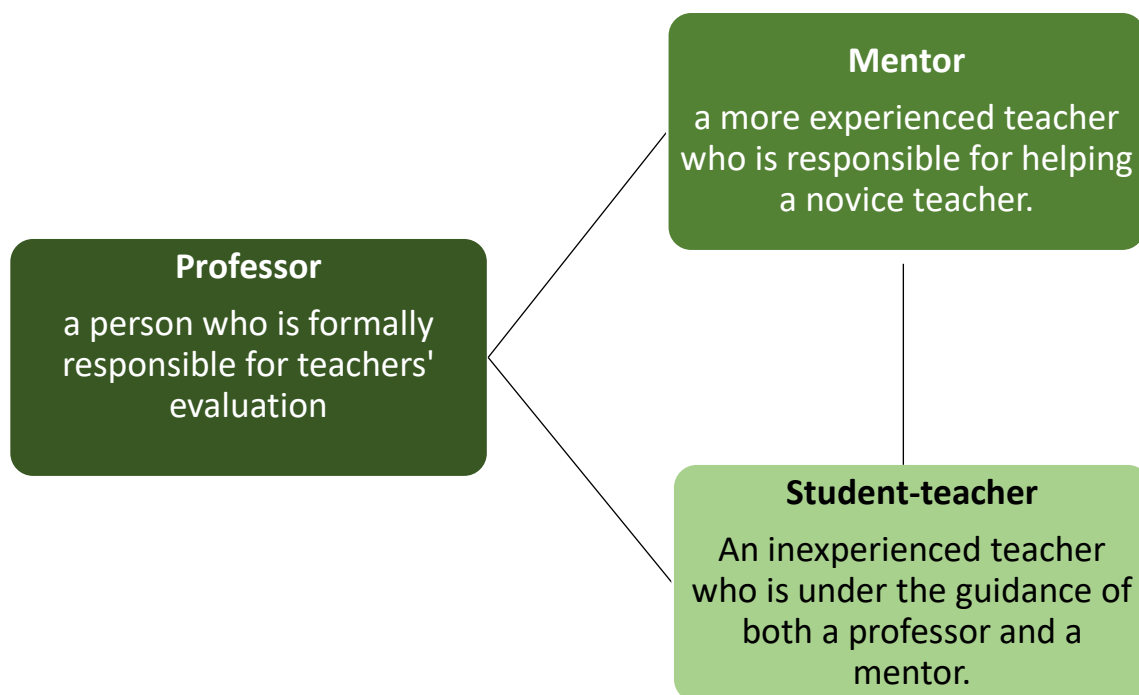 Mentor
a more experienced teacher
who is responsible for helping
a novice teacher.
Professor
a person who is formally
responsible for teachers'
evaluation
Student-teacher
An inexperienced teacher
who is under the guidance of
both a professor and a
mentor.